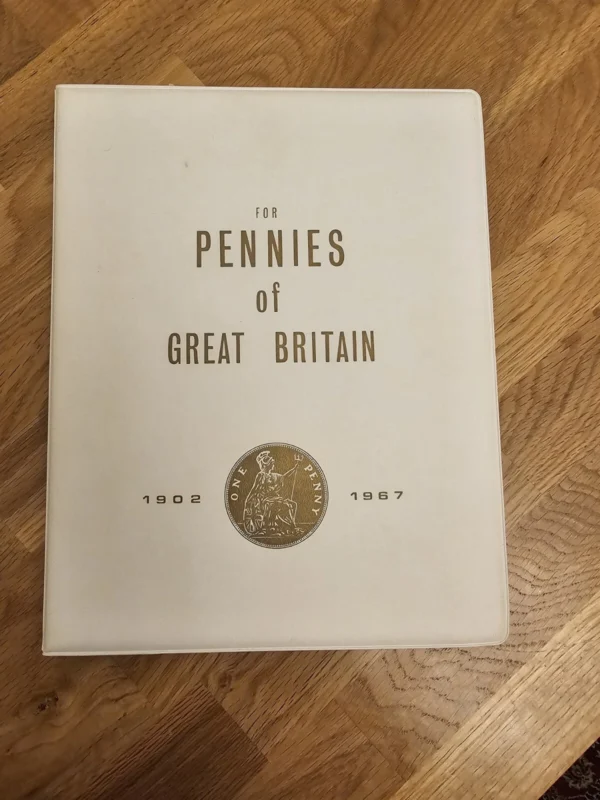 FOR
PENNIES
of
GREAT BRITAIN
1902
ONE PENNY
1967